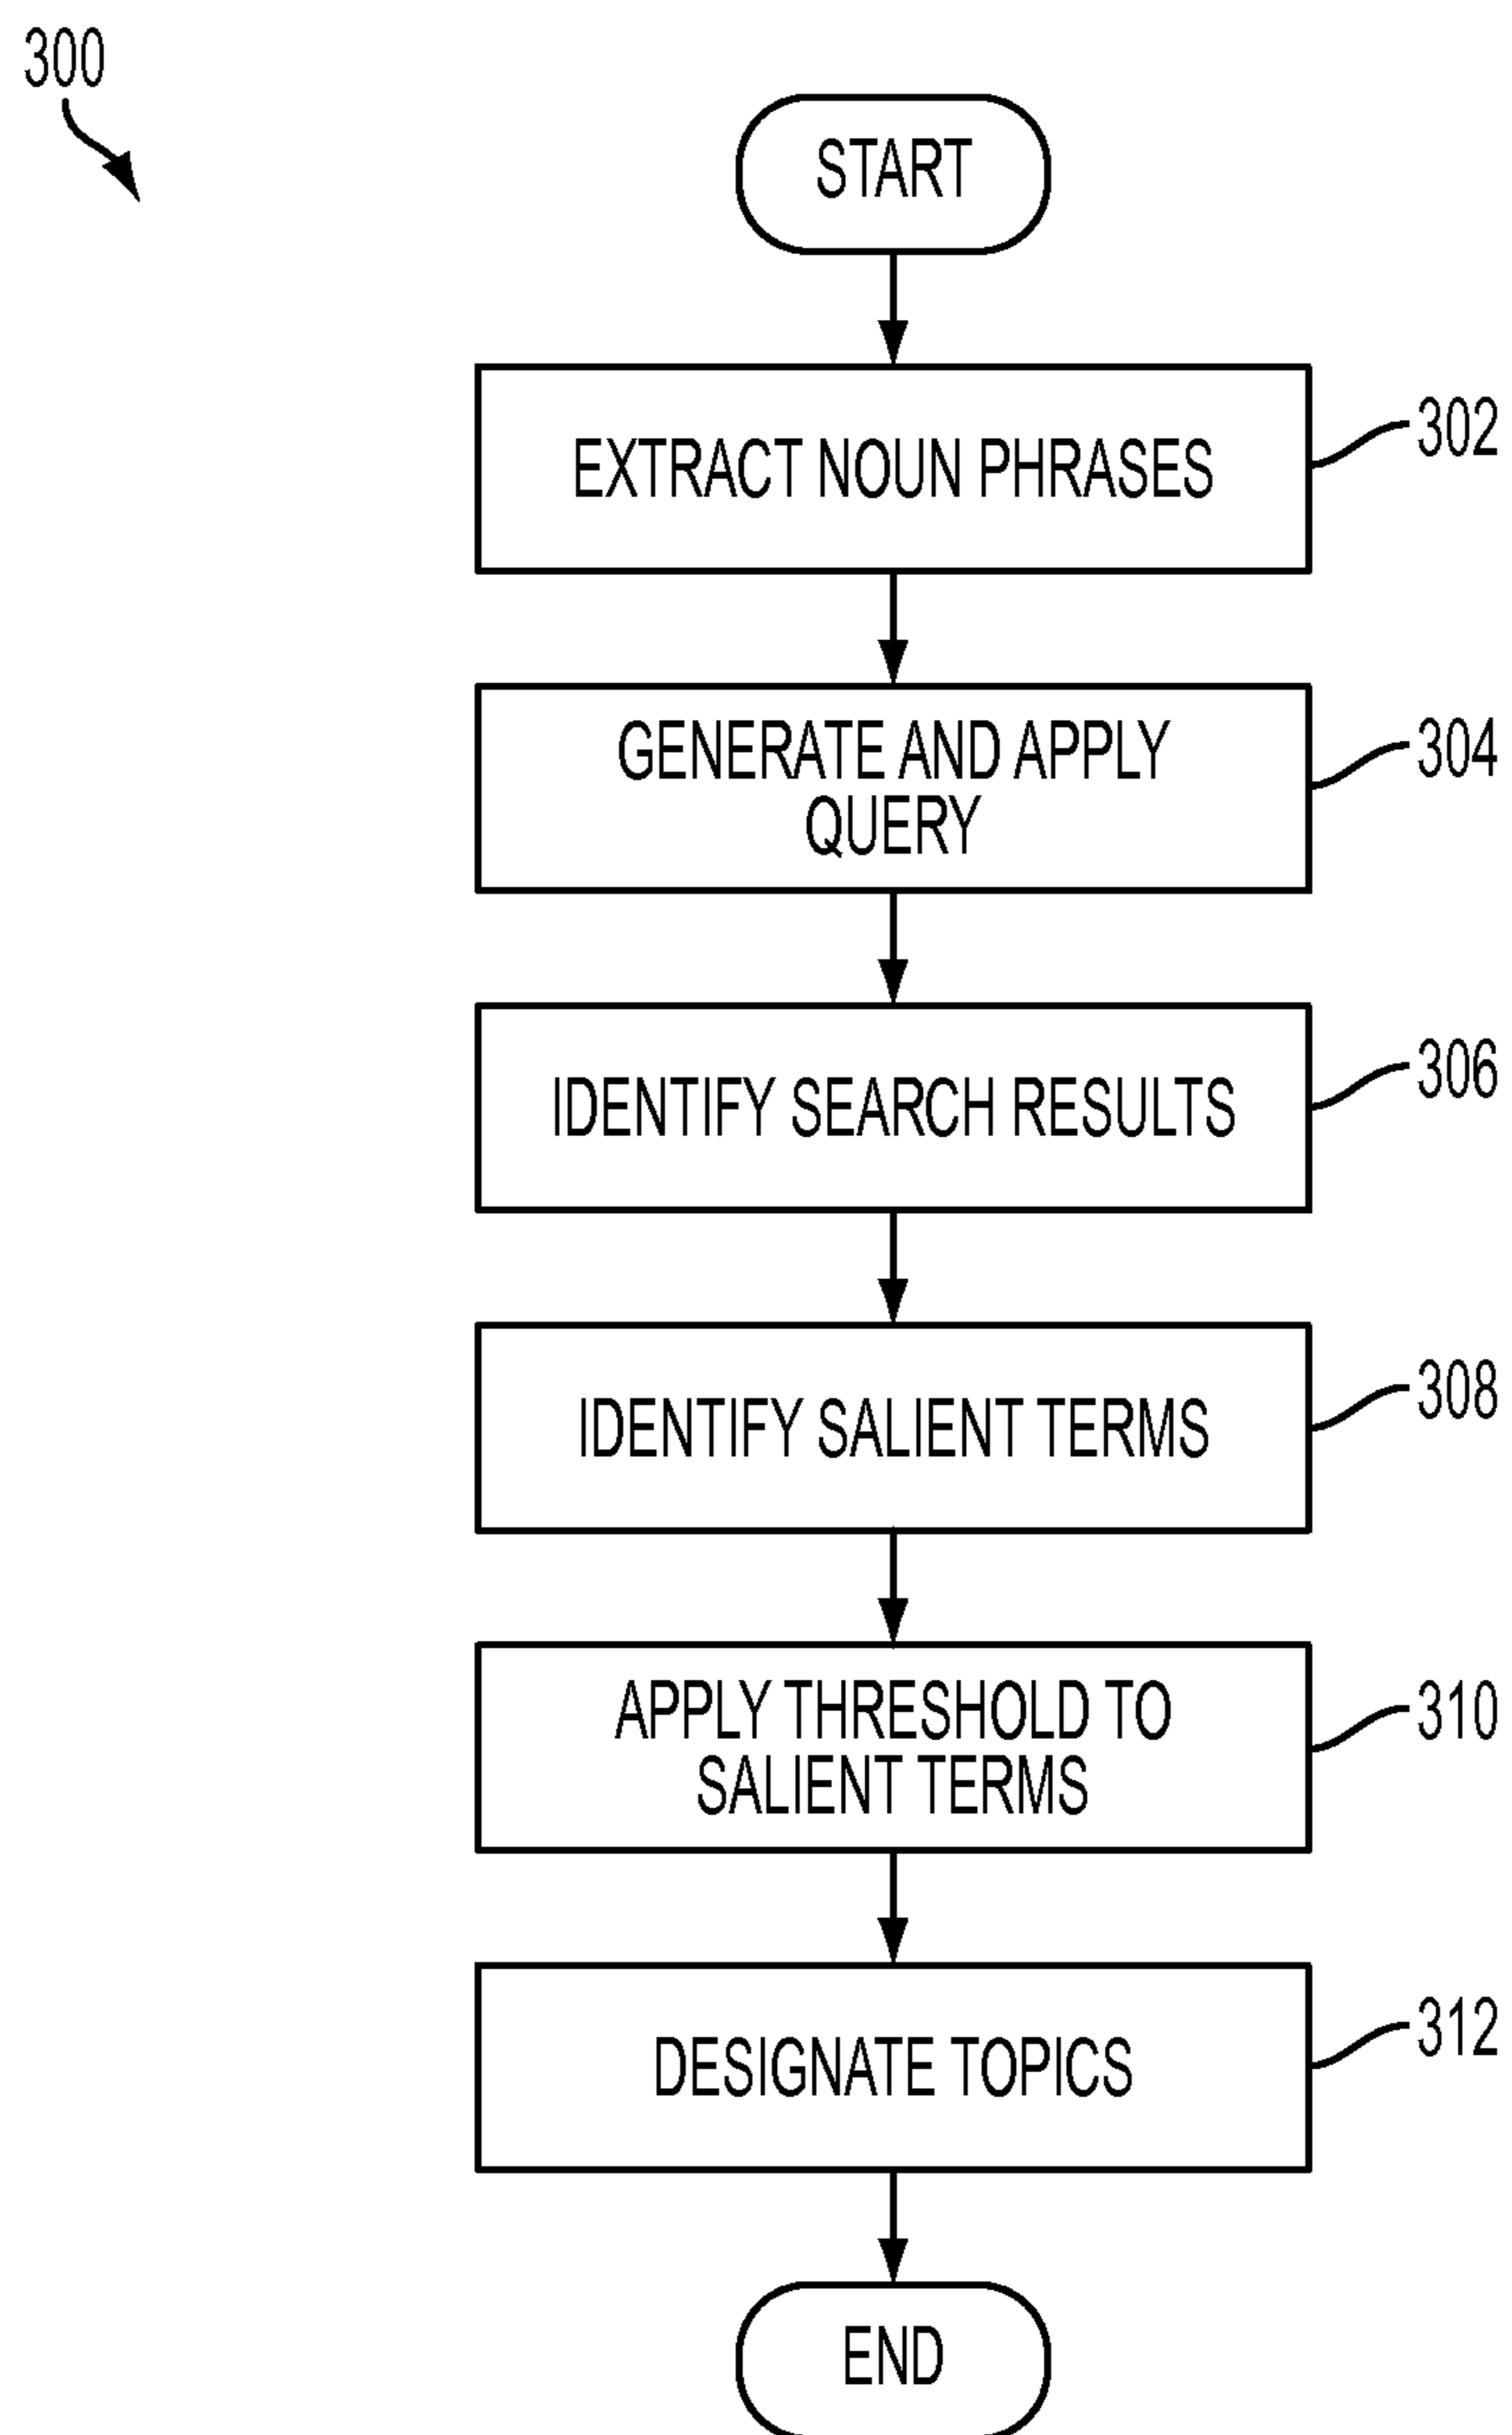 300
START
EXTRACT NOUN PHRASES
302
GENERATE AND APPLY
QUERY
304
IDENTIFY SEARCH RESULTS
306
IDENTIFY SALIENT TERMS
308
APPLY THRESHOLD TO
SALIENT TERMS
310
DESIGNATE TOPICS
312
END